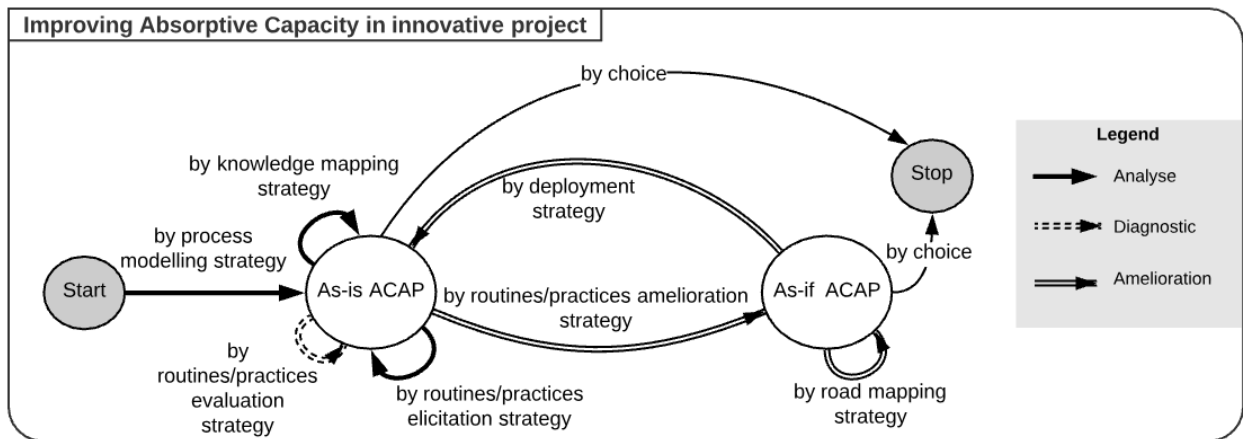 Improving Absorptive Capacity in innovative project
by choice
by knowledge mapping
strategy
by deployment
strategy
Stop
by process
modelling strategy
by choice
Start
As-is ACAP
by routines/practices amelioration
strategy
As-if ACAP
by
routines/practices
evaluation
strategy
by routines/practices
elicitation strategy
by road mapping
strategy
Legend
Analyse
Diagnostic
Amelioration